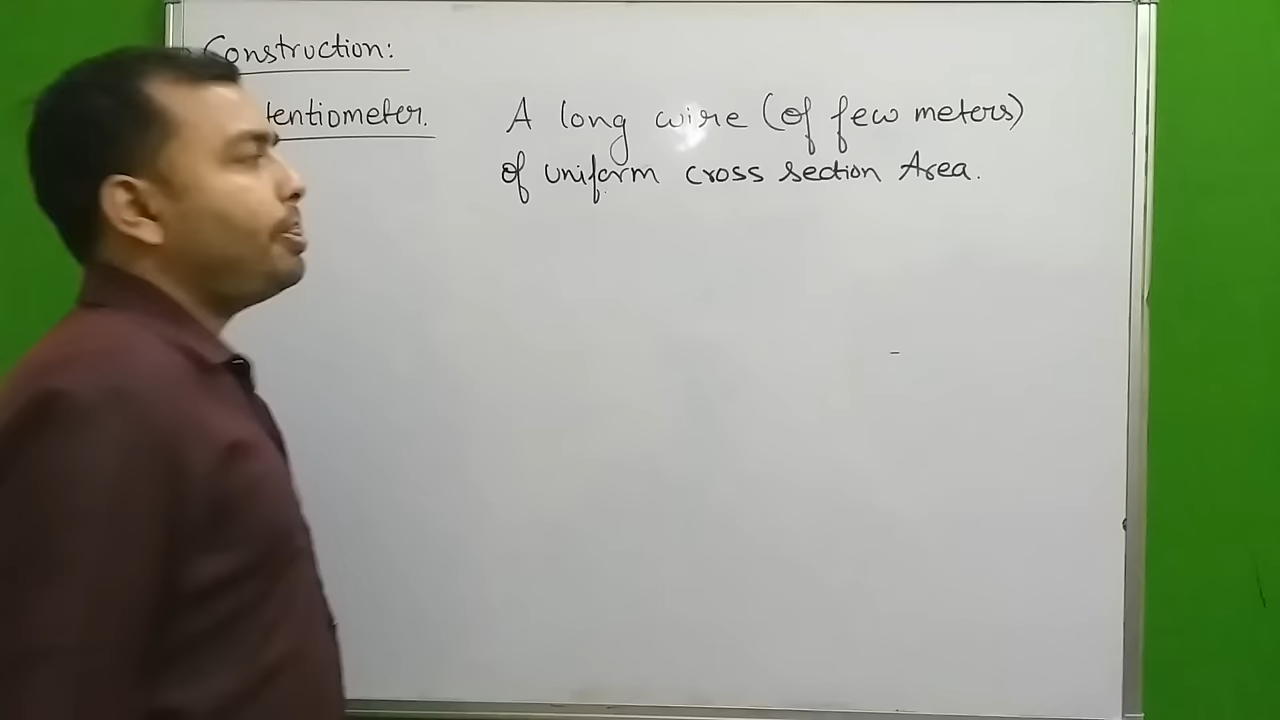 Construction:
tentiometer. A long wire (of few meters)
of uniform cross section Area.